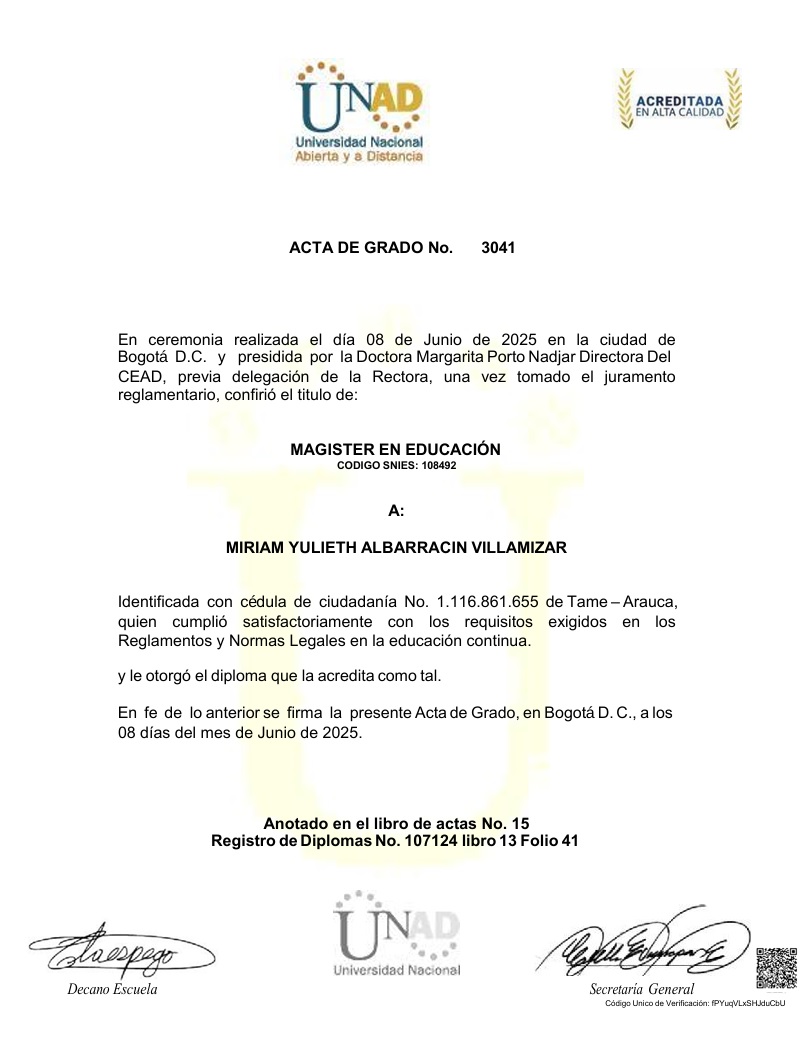 UNAD
Universidad Nacional
Abierta y a Distancia
ACREDITADA
EN ALTA CALIDAD
ACTA DE GRADO No. 3041
En ceremonia realizada el día 08 de Junio de 2025 en la ciudad de
Bogotá D.C. y presidida por la Doctora Margarita Porto Nadjar Directora Del
CEAD, previa delegación de la Rectora, una vez tomado el juramento
reglamentario, confirió el titulo de:
MAGISTER EN EDUCACIÓN
CODIGO SNIES: 108492
A:
MIRIAM YULIETH ALBARRACIN VILLAMIZAR
Identificada con cédula de ciudadanía No. 1.116.861.655 de Tame – Arauca,
quien cumplió satisfactoriamente con los requisitos exigidos en los
Reglamentos y Normas Legales en la educación continua.
y le otorgó el diploma que la acredita como tal.
En fe de lo anterior se firma la presente Acta de Grado, en Bogotá D. C., a los
08 días del mes de Junio de 2025.
Anotado en el libro de actas No. 15
Registro de Diplomas No. 107124 libro 13 Folio 41
UNAD
Universidad Nacional
Decano Escuela
Secretaría General
Código Unico de Verificación: fPYuqVLxSHJduCbU